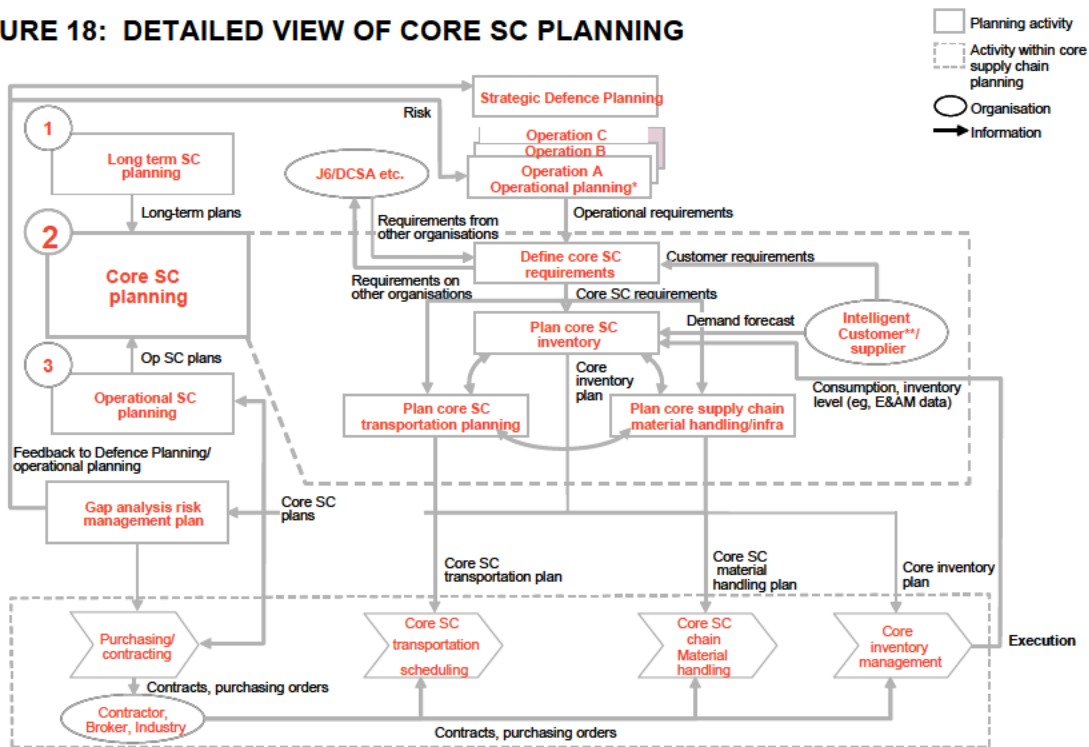 URE 18: DETAILED VIEW OF CORE SC PLANNING
Planning activity
Activity within core
supply chain
planning
Organisation
Information
Strategic Defence Planning
Risk
1
Long term SC
planning
Operation C
Operation B
Operation A
Operational planning*
J6/DCSA etc.
Long-term plans
Requirements from
other organisations
Operational requirements
2
Core SC
planning
Define core SC
requirements
Customer requirements
Requirements on
other organisations
Core SC requirements
Plan core SC
inventory
Demand forecast
Intelligent
Customer**/
supplier
Op SC plans
3
Operational SC
planning
Core
inventory
plan
Consumption, inventory
level (eg, E&AM data)
Plan core SC
transportation planning
Plan core supply chain
material handling/infra
Feedback to Defence Planning/
operational planning
Gap analysis risk
management plan
Core SC
plans
Core SC
transportation plan
Core SC
material
handling plan
Core inventory
plan
Purchasing/
contracting
Core SC
transportation
scheduling
Core SC
chain
Material
handling
Core
inventory
management
Execution
Contracts, purchasing orders
Contractor,
Broker, Industry
Contracts, purchasing orders